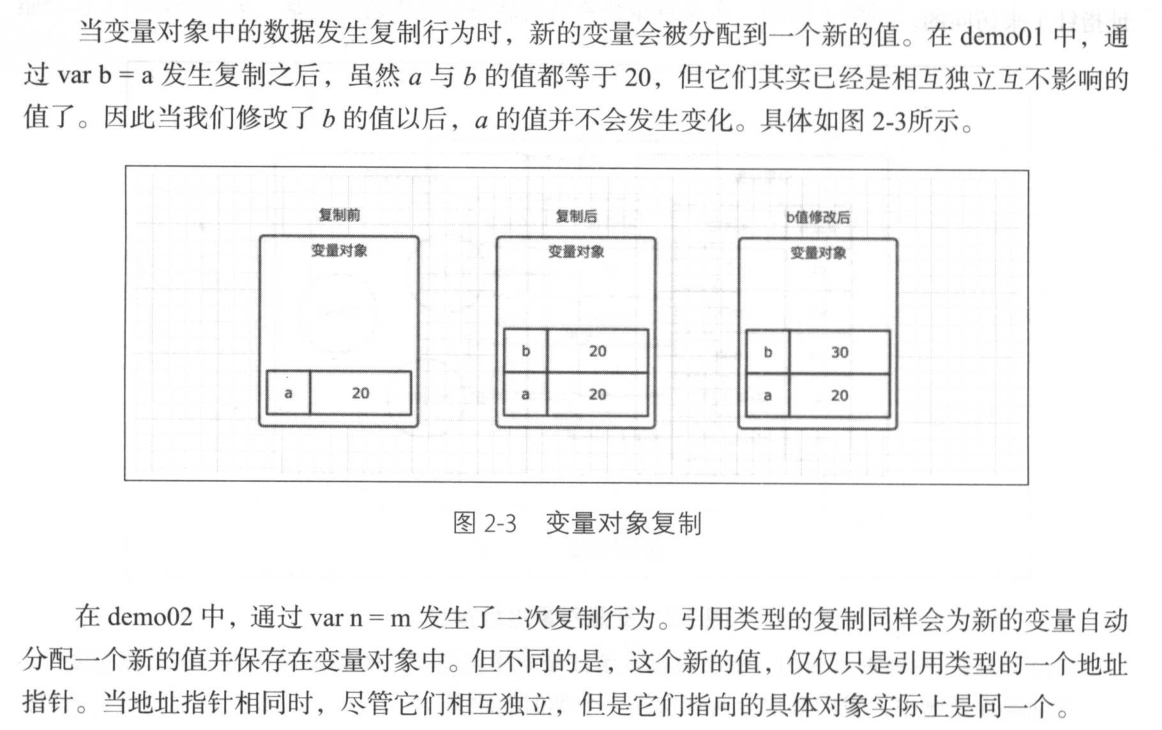 当变量对象中的数据发生复制行为时，新的变量会被分配到一个新的值。在 demo01 中，通
过 var b = a 发生复制之后，虽然 a 与 b 的值都等于 20，但它们其实已经是相互独立互不影响的
值了。因此当我们修改了 b 的值以后，a 的值并不会发生变化。具体如图 2-3所示。
复制前
变量对象
a 20
复制后
变量对象
b 20
a 20
b值修改后
变量对象
b 30
a 20
图 2-3 变量对象复制
在 demo02 中，通过 var n = m 发生了一次复制行为。引用类型的复制同样会为新的变量自动
分配一个新的值并保存在变量对象中。但不同的是，这个新的值，仅仅只是引用类型的一个地址
指针。当地址指针相同时，尽管它们相互独立，但是它们指向的具体对象实际上是同一个。